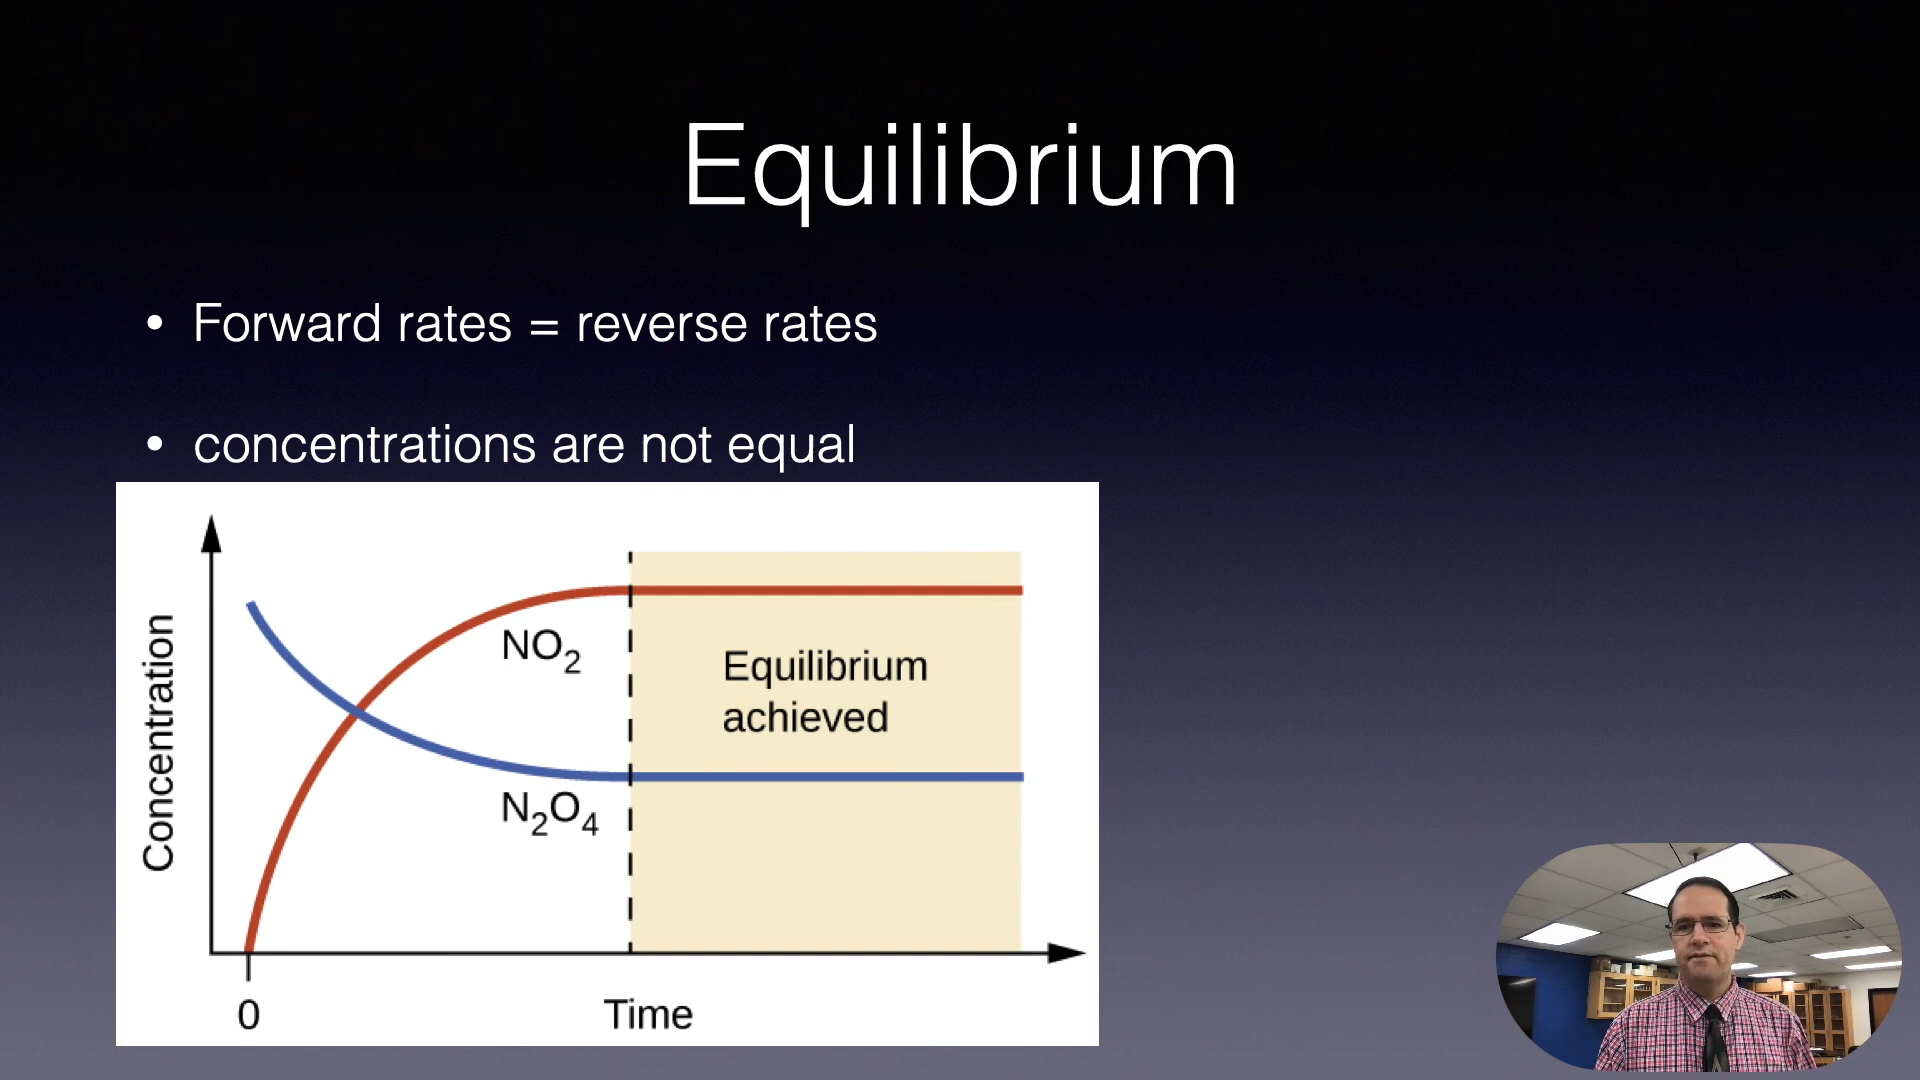 Equilibrium
• Forward rates = reverse rates
• concentrations are not equal
Concentration
NO₂
Equilibrium
achieved
N₂O₄
0
Time